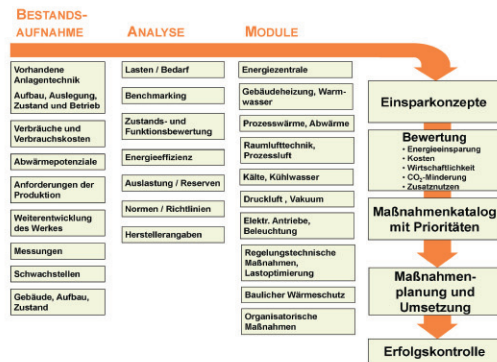 BESTANDS-
AUFNAHME
Vorhandene
Anlagentechnik
Aufbau, Auslegung,
Zustand und Betrieb
Verbräuche und
Verbrauchskosten
Abwärmepotenziale
Anforderungen der
Produktion
Weiterentwicklung
des Werkes
Messungen
Schwachstellen
Gebäude, Aufbau,
Zustand
ANALYSE
Lasten / Bedarf
Benchmarking
Zustands- und
Funktionsbewertung
Energieeffizienz
Auslastung / Reserven
Normen / Richtlinien
Herstellerangaben
MODULE
Energiezentrale
Gebäudeheizung, Warm-
wasser
Prozesswärme, Abwärme
Raumlufttechnik,
Prozessluft
Kälte, Kühlwasser
Druckluft , Vakuum
Elektr. Antriebe,
Beleuchtung
Regelungstechnische
Maßnahmen,
Lastoptimierung
Baulicher Wärmeschutz
Organisatorische
Maßnahmen
Einsparkonzepte
Bewertung
• Energieeinsparung
• Kosten
• Wirtschaftlichkeit
• CO₂-Minderung
• Zusatznutzen
Maßnahmenkatalog
mit Prioritäten
Maßnahmen-
planung und
Umsetzung
Erfolgskontrolle